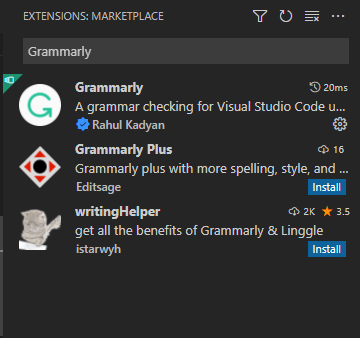 EXTENSIONS: MARKETPLACE
Grammarly
Grammarly 20ms
A grammar checking for Visual Studio Code u...
Rahul Kadyan
Grammarly Plus 16
Grammarly plus with more spelling, style, and ...
Editsage Install
writingHelper 2K 3.5
get all the benefits of Grammarly & Linggle
istarwyh Install